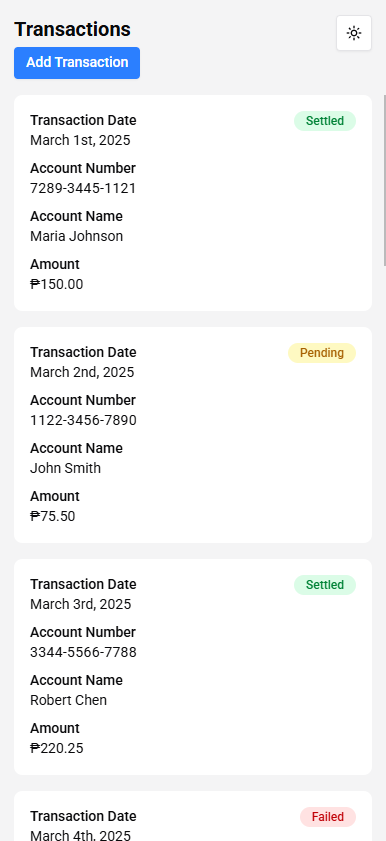 Transactions
Add Transaction
Transaction Date
Settled
March 1st, 2025
Account Number
7289-3445-1121
Account Name
Maria Johnson
Amount
₱150.00
Transaction Date
Pending
March 2nd, 2025
Account Number
1122-3456-7890
Account Name
John Smith
Amount
₱75.50
Transaction Date
Settled
March 3rd, 2025
Account Number
3344-5566-7788
Account Name
Robert Chen
Amount
₱220.25
Transaction Date
Failed
March 4th, 2025